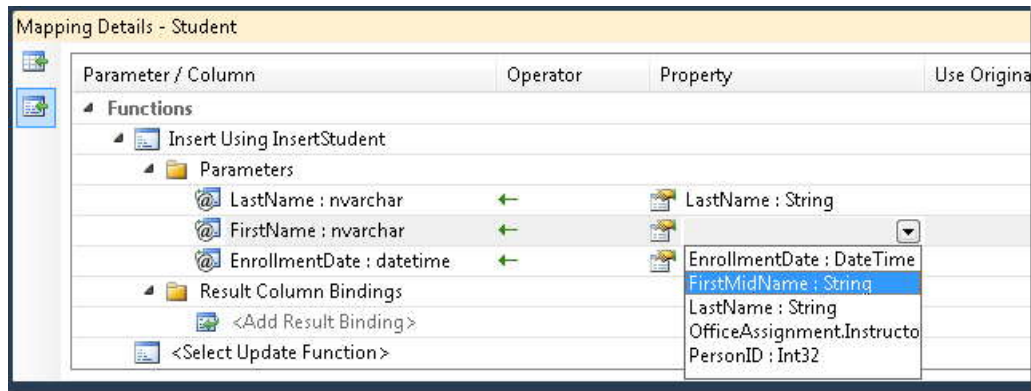 Mapping Details - Student
Parameter / Column Operator Property Use Origina
Functions
Insert Using InsertStudent
Parameters
@ LastName : nvarchar ← LastName : String
@ FirstName : nvarchar ←
@ EnrollmentDate : datetime ← EnrollmentDate : DateTime
FirstMidName : String
Result Column Bindings LastName : String
<Add Result Binding> OfficeAssignment.Instructo
<Select Update Function> PersonID : Int32